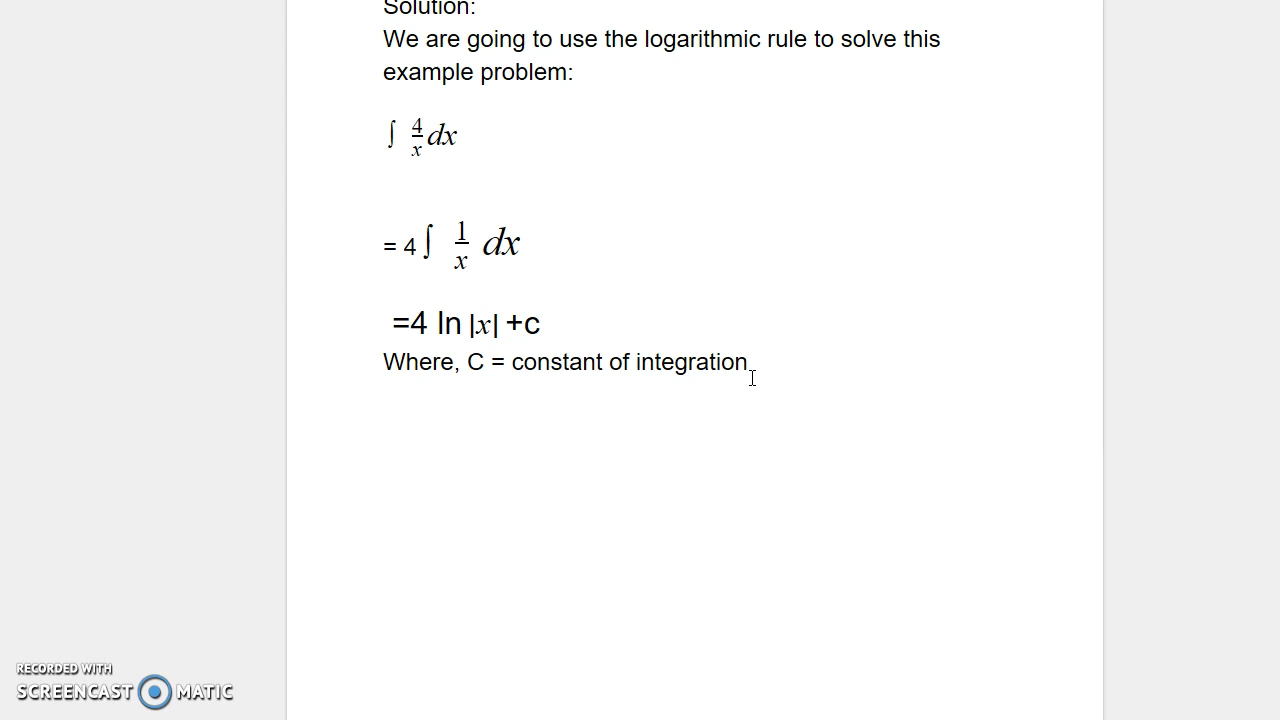 Solution:
We are going to use the logarithmic rule to solve this
example problem:
∫ 4/x dx
= 4 ∫ 1/x dx
=4 ln |x| +c
Where, C = constant of integration
RECORDED WITH
SCREENCAST MATIC